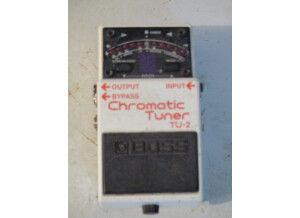 OUTPUT INPUT
BYPASS
Chromatic
Tuner
TU-2
BOSS